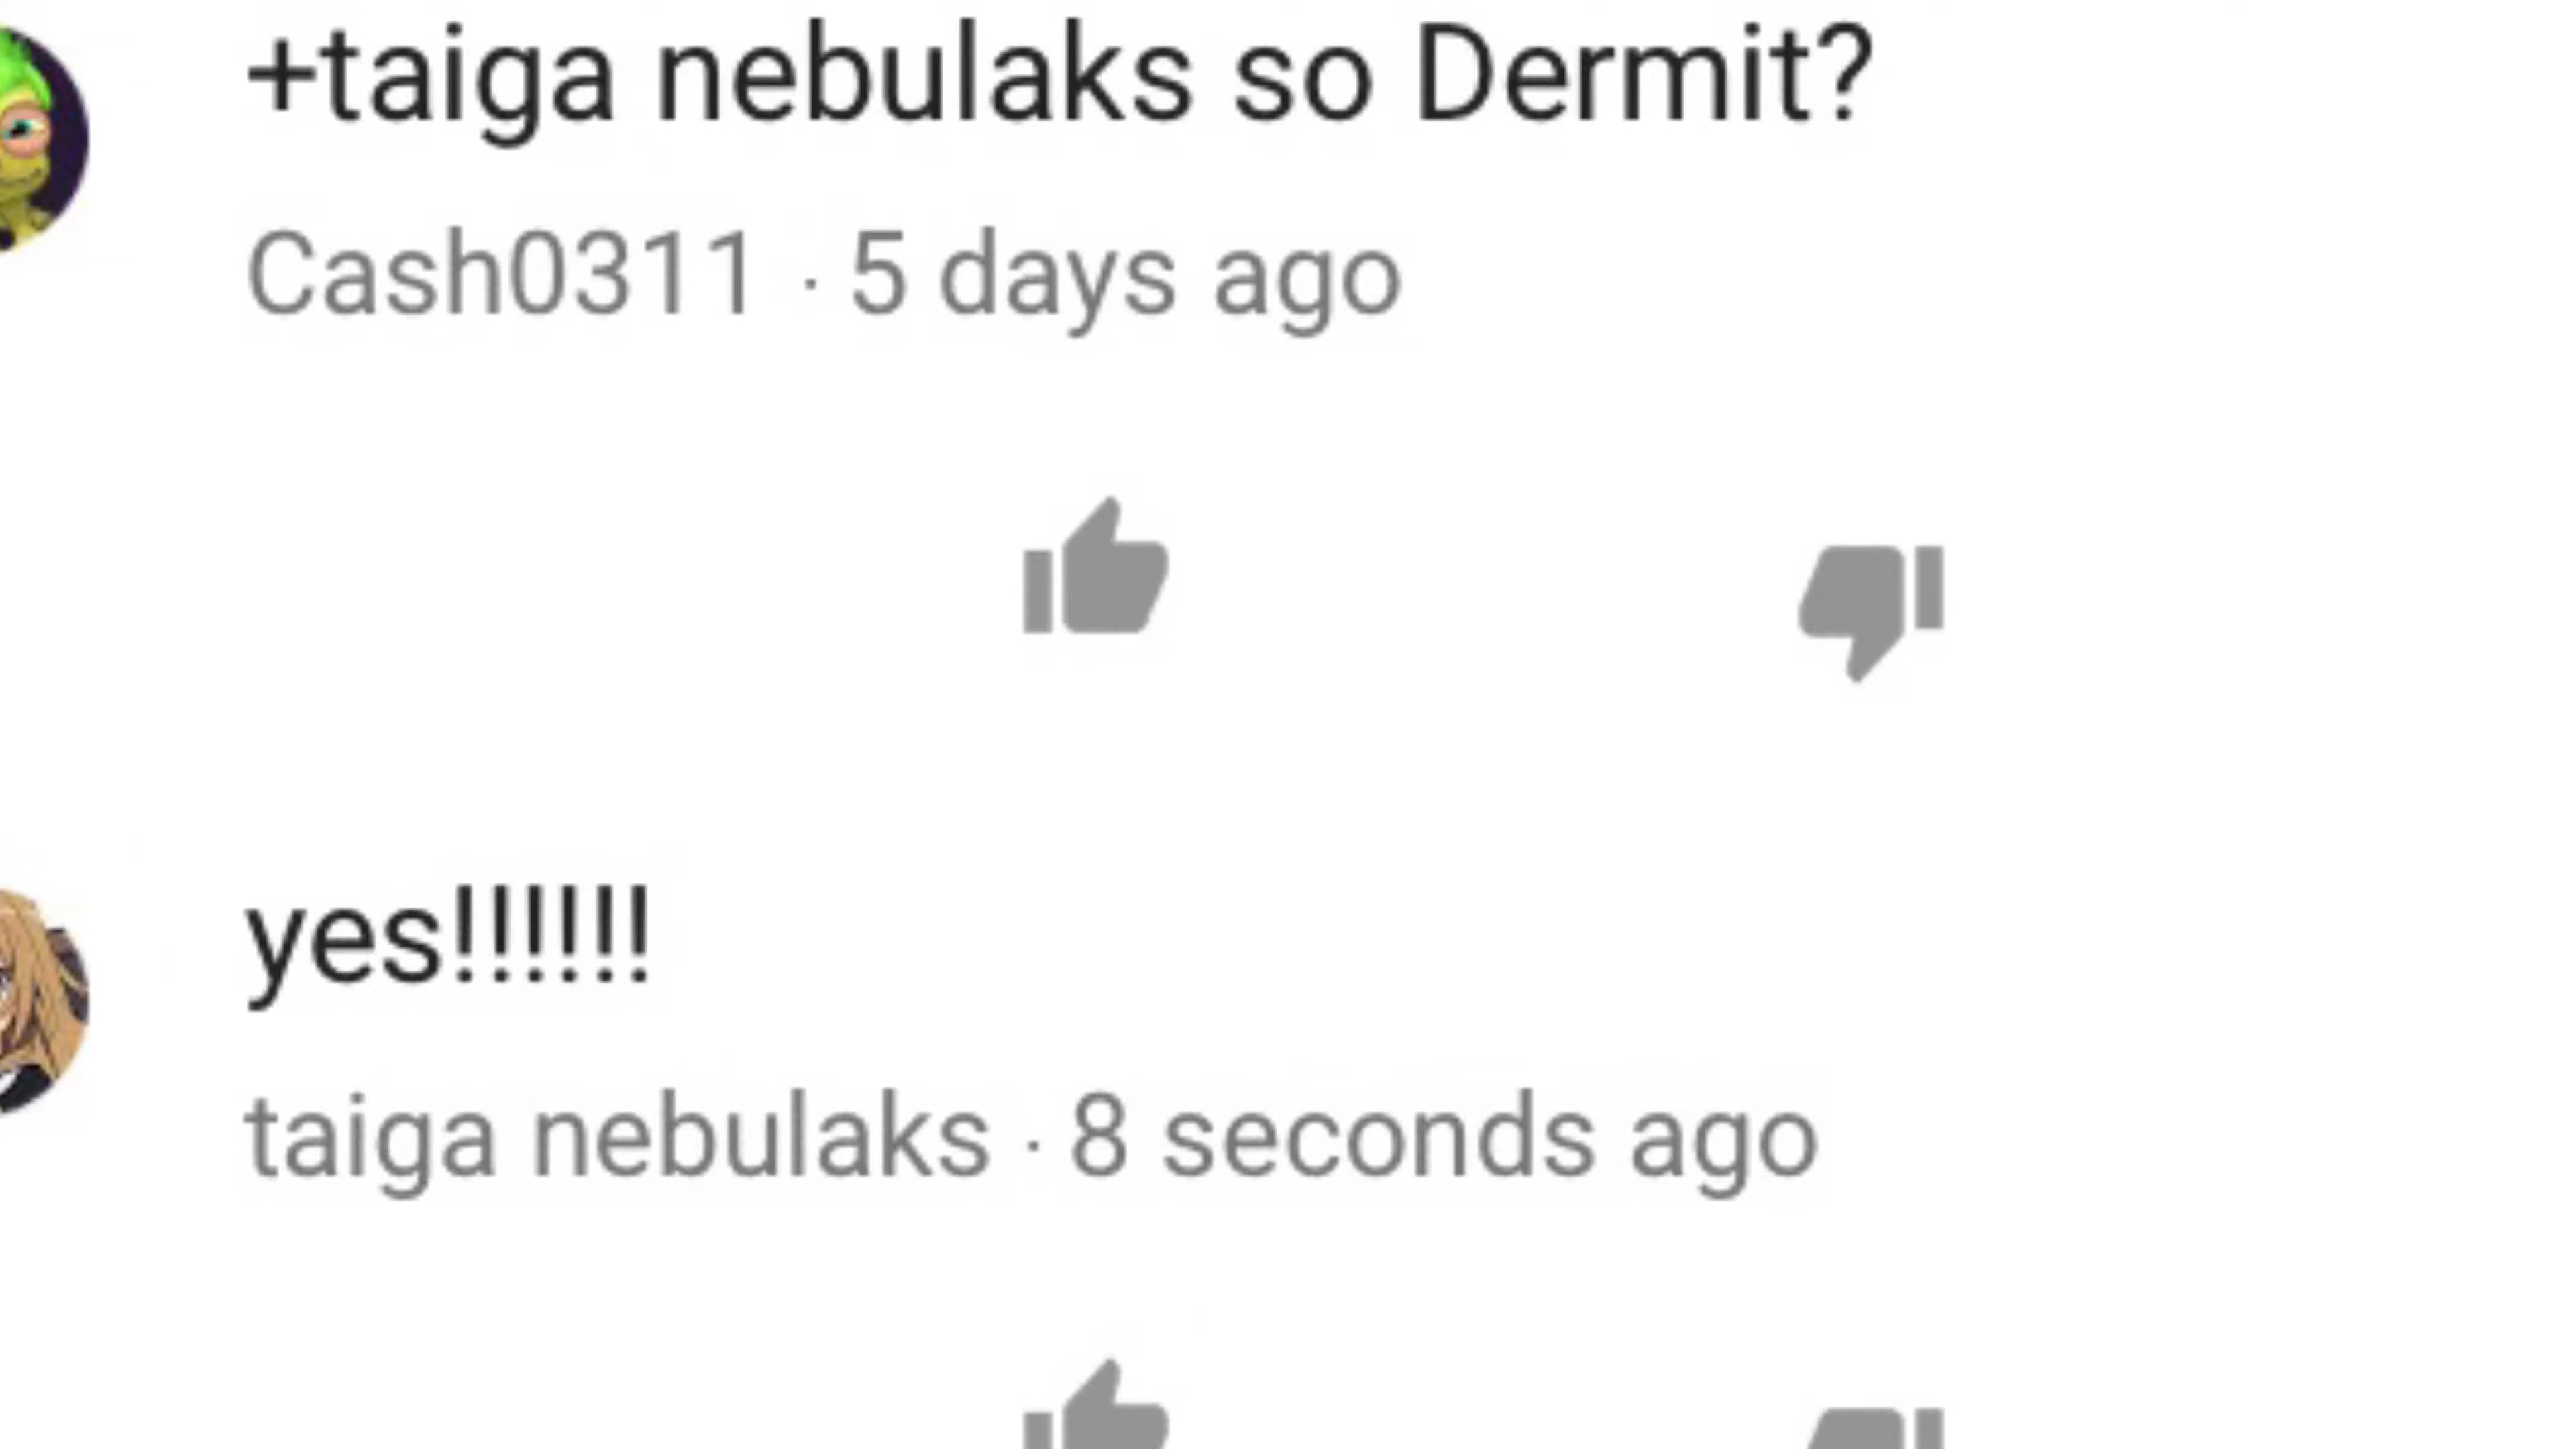 +taiga nebulaks so Dermit?
Cash0311 · 5 days ago
yes!!!!!!
taiga nebulaks · 8 seconds ago